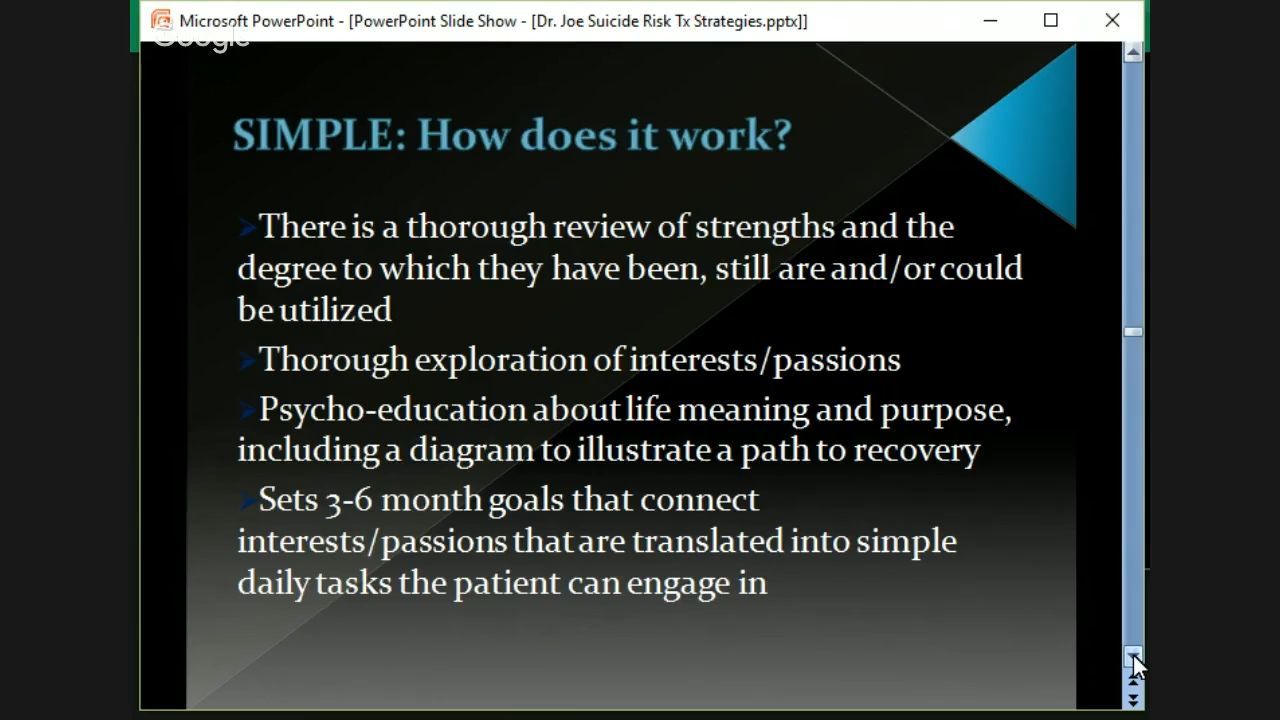 Microsoft PowerPoint - [PowerPoint Slide Show - [Dr. Joe Suicide Risk Tx Strategies.pptx]]
Google
SIMPLE: How does it work?
There is a thorough review of strengths and the
degree to which they have been, still are and/or could
be utilized
Thorough exploration of interests/passions
Psycho-education about life meaning and purpose,
including a diagram to illustrate a path to recovery
Sets 3-6 month goals that connect
interests/passions that are translated into simple
daily tasks the patient can engage in